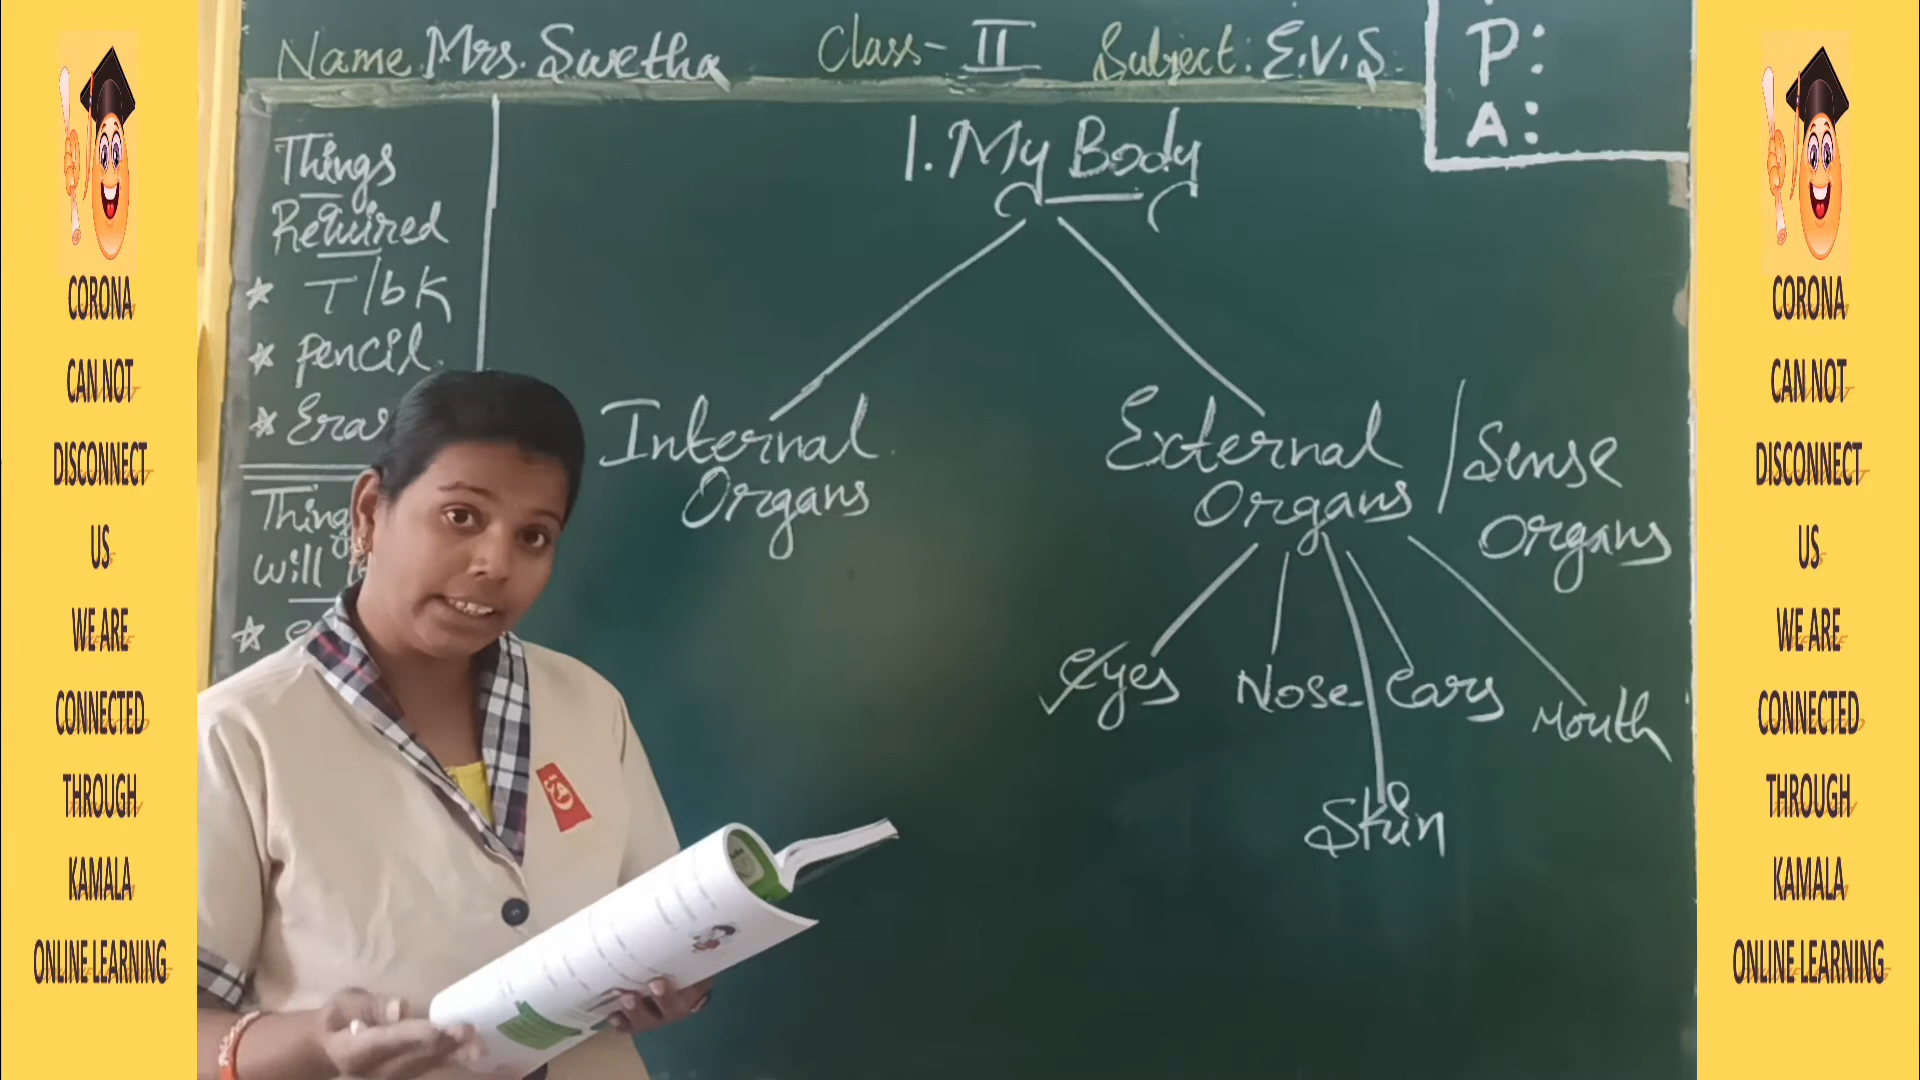 Name: Mrs. Swetha Class - II Subject: E.V.S.
P:
A:
Things
Required
T/bk
Pencil
Things
will
1. My Body
Internal
Organs
External
Organs
/ Sense
Organs
Eyes Nose Ears Mouth
Skin
CORONA
CAN NOT
DISCONNECT
US
WE ARE
CONNECTED
THROUGH
KAMALA
ONLINE LEARNING
CORONA
CAN NOT
DISCONNECT
US
WE ARE
CONNECTED
THROUGH
KAMALA
ONLINE LEARNING